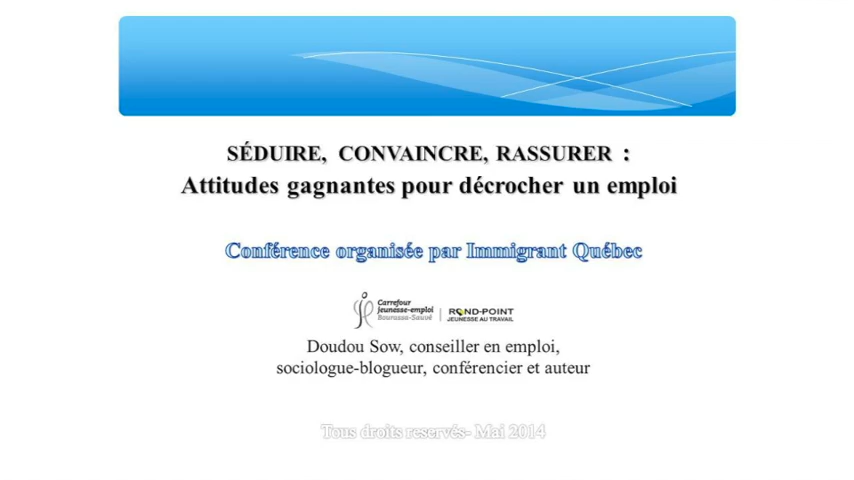 SÉDUIRE, CONVAINCRE, RASSURER :
Attitudes gagnantes pour décrocher un emploi
Conférence organisée par Immigrant Québec
Carrefour
jeunesse-emploi
Bourassa-Sauvé
ROND-POINT
JEUNESSE AU TRAVAIL
Doudou Sow, conseiller en emploi,
sociologue-blogueur, conférencier et auteur
Tous droits reservés- Mai 2014